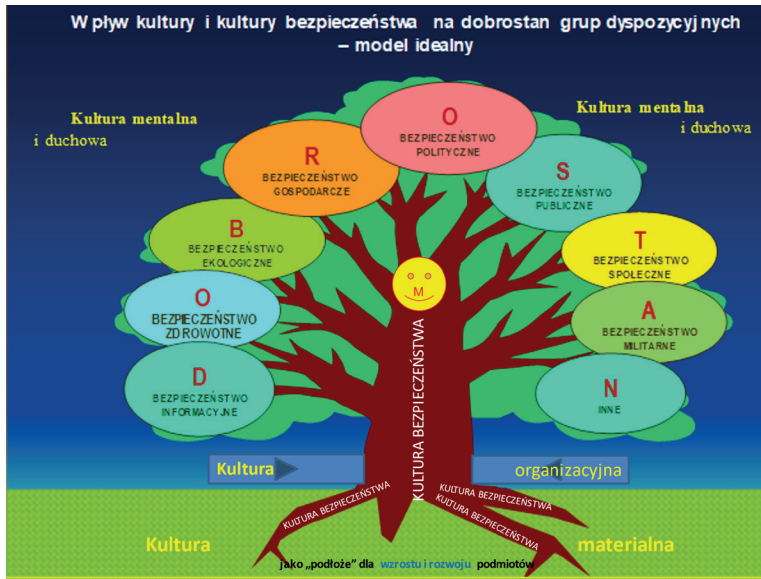 Wpływ kultury i kultury bezpieczeństwa na dobrostan grup dyspozycyjnych
– model idealny
Kultura mentalna
i duchowa
Kultura mentalna
i duchowa
O
BEZPIECZEŃSTWO
POLITYCZNE
R
BEZPIECZEŃSTWO
GOSPODARCZE
S
BEZPIECZEŃSTWO
PUBLICZNE
B
BEZPIECZEŃSTWO
EKOLOGICZNE
T
BEZPIECZEŃSTWO
SPOŁECZNE
O
BEZPIECZEŃSTWO
ZDROWOTNE
A
BEZPIECZEŃSTWO
MILITARNE
D
BEZPIECZEŃSTWO
INFORMACYJNE
N
INNE
M
KULTURA BEZPIECZEŃSTWA
Kultura
organizacyjna
KULTURA BEZPIECZEŃSTWA
KULTURA BEZPIECZEŃSTWA
KULTURA BEZPIECZEŃSTWA
Kultura
materialna
jako „podłoże” dla wzrostu i rozwoju podmiotów